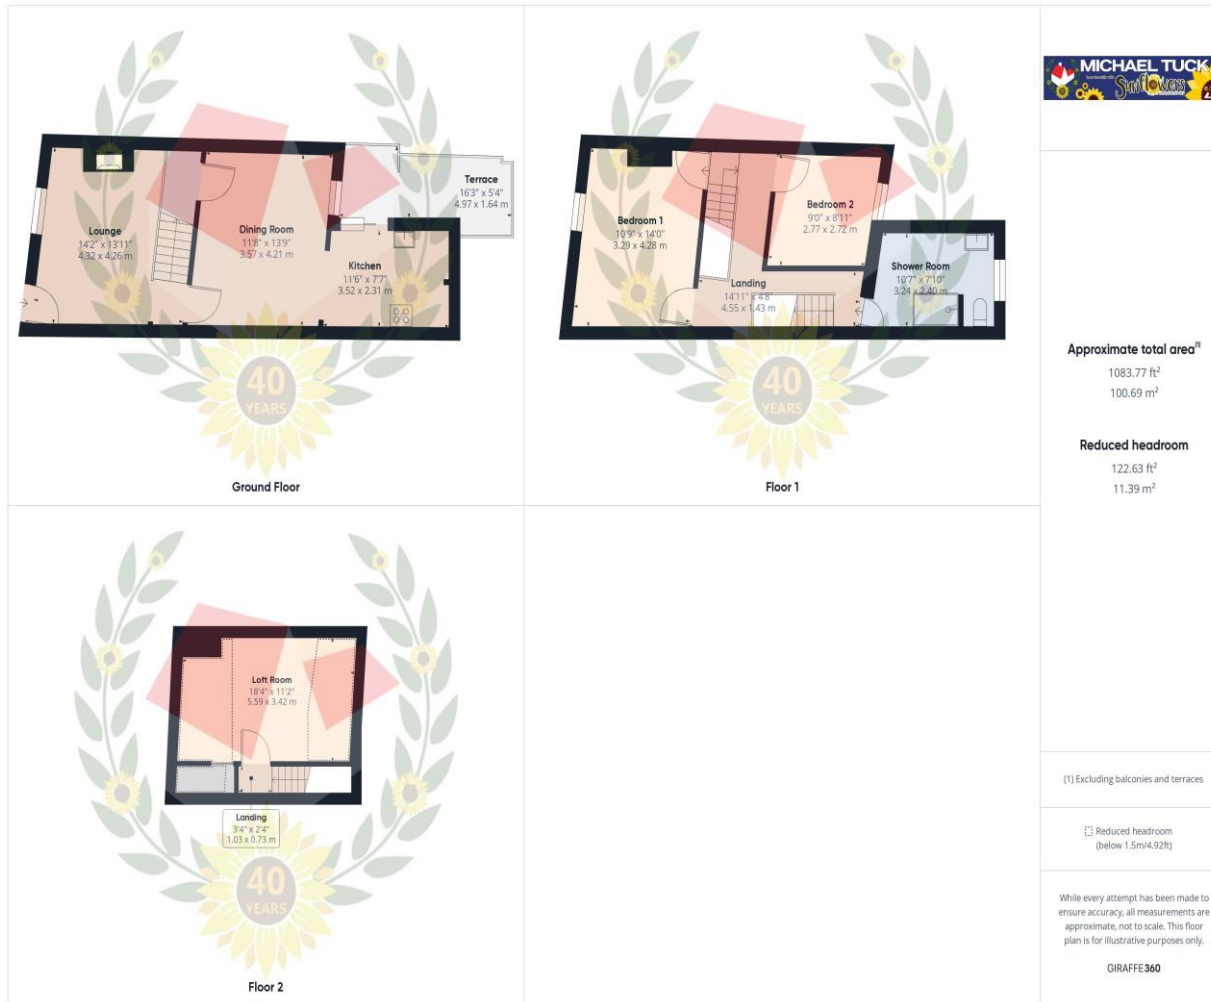 Lounge
14'2" x 13'11"
4.32 x 4.26 m
Dining Room
11'8" x 13'9"
3.57 x 4.21 m
Kitchen
11'6" x 7'7"
3.52 x 2.31 m
Terrace
16'3" x 5'4"
4.97 x 1.64 m
40
YEARS
Ground Floor
Bedroom 1
10'9" x 14'0"
3.29 x 4.28 m
Bedroom 2
9'0" x 8'11"
2.77 x 2.72 m
Landing
14'11" x 4'8"
4.55 x 1.43 m
Shower Room
10'7" x 7'10"
3.24 x 2.40 m
40
YEARS
Floor 1
Loft Room
18'4" x 11'2"
5.59 x 3.42 m
Landing
3'4" x 2'4"
1.03 x 0.73 m
40
YEARS
Floor 2
MICHAEL TUCK
Sunflowers
Approximate total area⁽¹⁾
1083.77 ft²
100.69 m²
Reduced headroom
122.63 ft²
11.39 m²
(1) Excluding balconies and terraces
Reduced headroom
(below 1.5m/4.92ft)
While every attempt has been made to
ensure accuracy, all measurements are
approximate, not to scale. This floor
plan is for illustrative purposes only.
GIRAFFE360